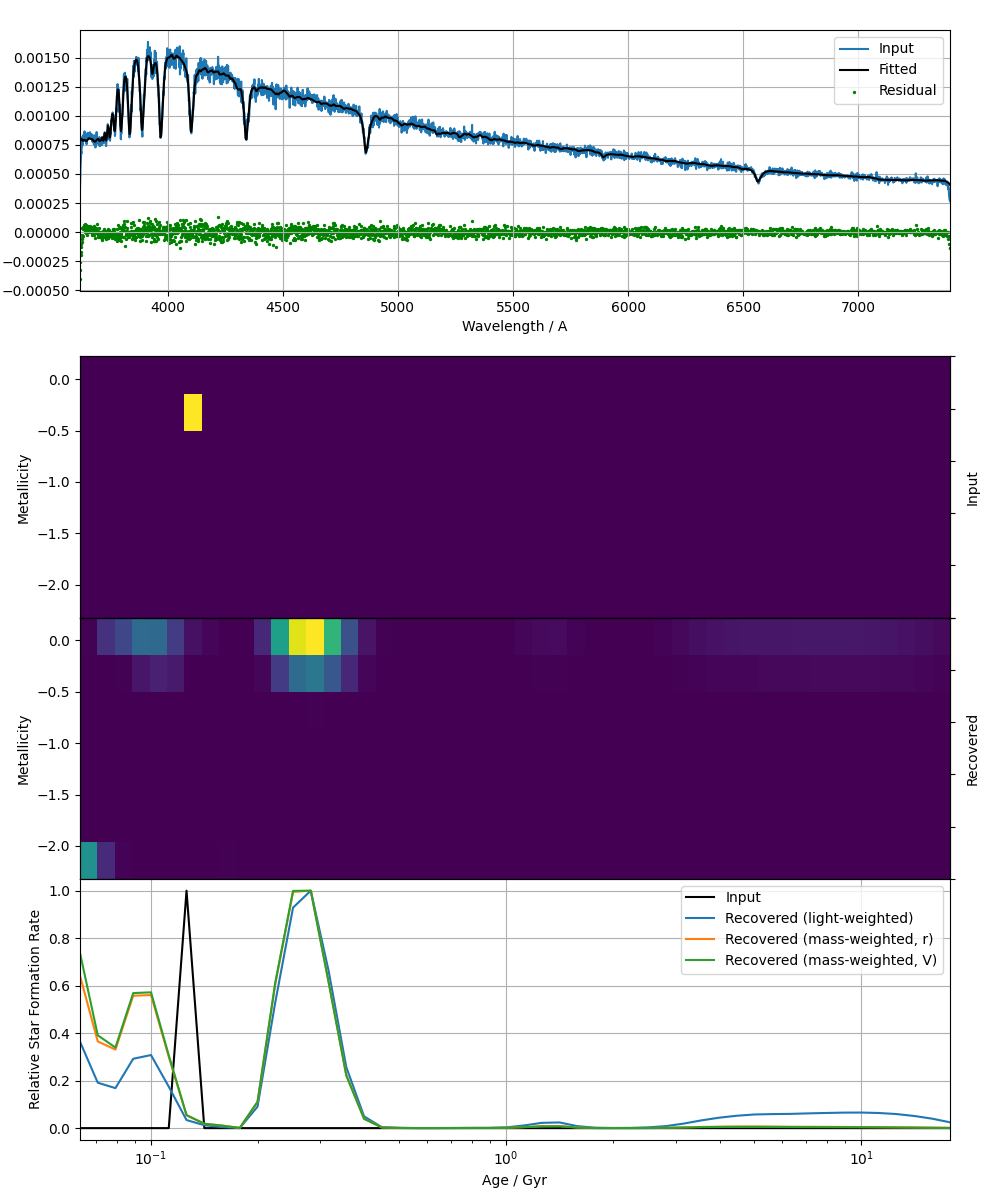 0.00150
0.00125
0.00100
0.00075
0.00050
0.00025
0.00000
−0.00025
−0.00050
Input
Fitted
Residual
4000 4500 5000 5500 6000 6500 7000
Wavelength / A
0.0
−0.5
−1.0
−1.5
−2.0
Metallicity
Input
0.0
−0.5
−1.0
−1.5
−2.0
Metallicity
Recovered
1.0
0.8
0.6
0.4
0.2
0.0
Relative Star Formation Rate
Input
Recovered (light-weighted)
Recovered (mass-weighted, r)
Recovered (mass-weighted, V)
10⁻¹ 10⁰ 10¹
Age / Gyr